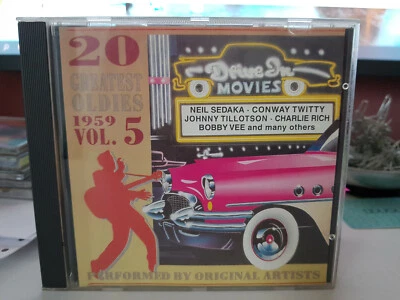 20
GREATEST
OLDIES
1959
VOL. 5
Drive In
MOVIES
NEIL SEDAKA - CONWAY TWITTY
JOHNNY TILLOTSON - CHARLIE RICH
BOBBY VEE and many others
PERFORMED BY ORIGINAL ARTISTS